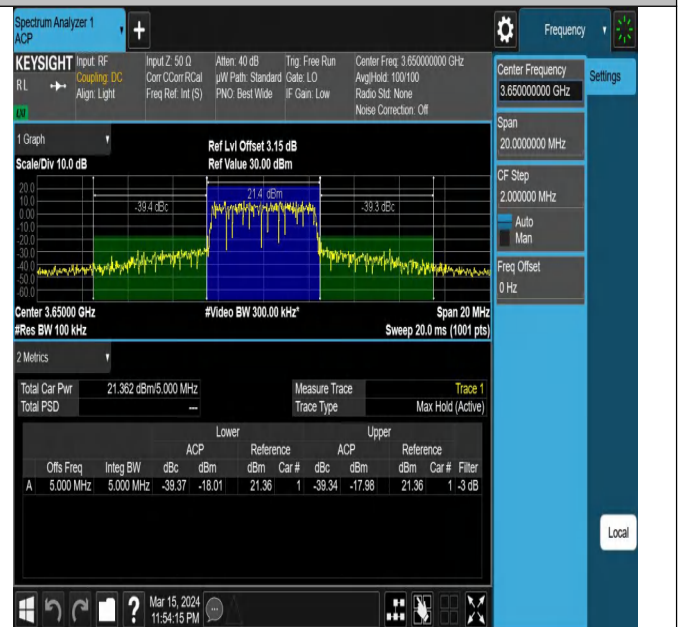 Spectrum Analyzer 1
ACP
+
Frequency
KEYSIGHT
Input: RF
Coupling: DC
Align: Light
Input Z: 50 Ω
Corr CCorr RCal
Freq Ref: Int (S)
Atten: 40 dB
µW Path: Standard
PNO: Best Wide
Trig: Free Run
Gate: LO
IF Gain: Low
Center Freq: 3.650000000 GHz
Avg|Hold: 100/100
Radio Std: None
Noise Correction: Off
RL
LXI
Center Frequency
3.650000000 GHz
Settings
Span
20.0000000 MHz
CF Step
2.000000 MHz
Auto
Man
Freq Offset
0 Hz
Local
1 Graph
Scale/Div 10.0 dB
Ref Lvl Offset 3.15 dB
Ref Value 30.00 dBm
20.0
10.0
0.00
-10.0
-20.0
-30.0
-40.0
-50.0
-60.0
-39.4 dBc
21.4 dBm
-39.3 dBc
Center 3.65000 GHz
#Video BW 300.00 kHz*
Span 20 MHz
#Res BW 100 kHz
Sweep 20.0 ms (1001 pts)
2 Metrics
Total Car Pwr 21.362 dBm/5.000 MHz
Total PSD ---
Measure Trace Trace 1
Trace Type Max Hold (Active)
Lower Upper
ACP Reference ACP Reference
Offs Freq Integ BW dBc dBm dBm Car # dBc dBm dBm Car # Filter
A 5.000 MHz 5.000 MHz -39.37 -18.01 21.36 1 -39.34 -17.98 21.36 1 -3 dB
?
Mar 15, 2024
11:54:15 PM